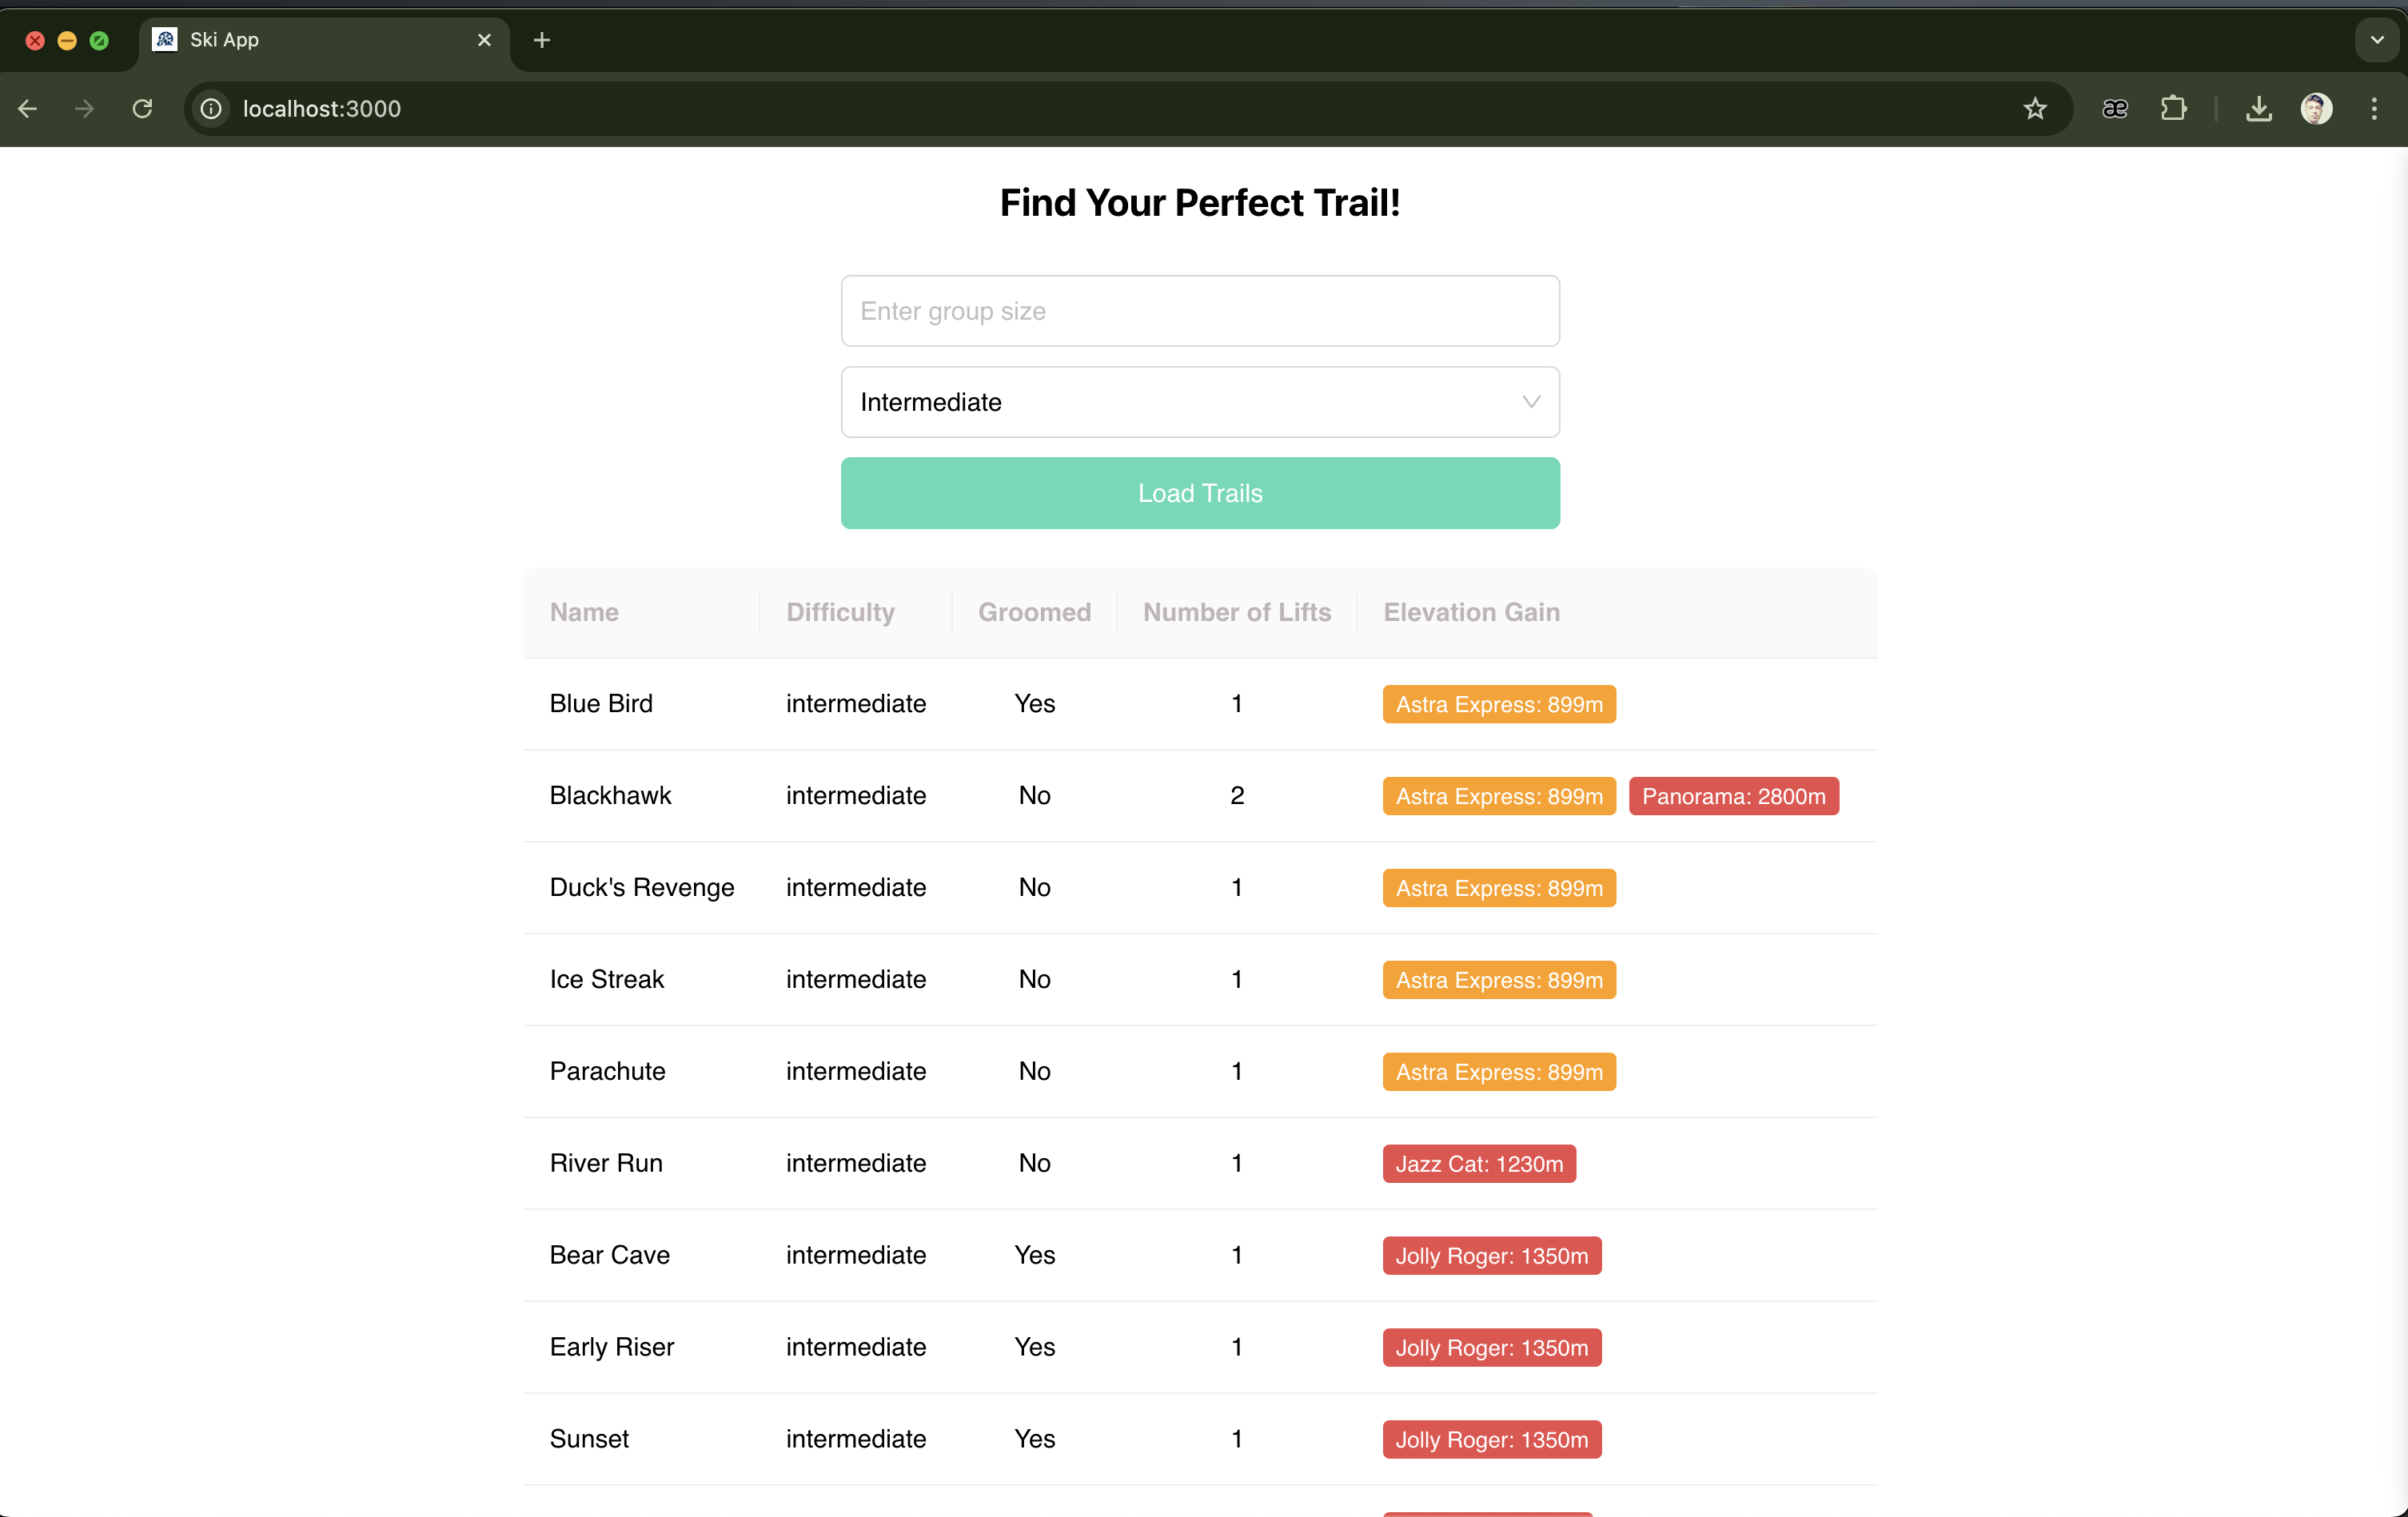 Ski App
localhost:3000
æ
Find Your Perfect Trail!
Enter group size
Intermediate
Load Trails
Name Difficulty Groomed Number of Lifts Elevation Gain
Blue Bird intermediate Yes 1 Astra Express: 899m
Blackhawk intermediate No 2 Astra Express: 899m Panorama: 2800m
Duck's Revenge intermediate No 1 Astra Express: 899m
Ice Streak intermediate No 1 Astra Express: 899m
Parachute intermediate No 1 Astra Express: 899m
River Run intermediate No 1 Jazz Cat: 1230m
Bear Cave intermediate Yes 1 Jolly Roger: 1350m
Early Riser intermediate Yes 1 Jolly Roger: 1350m
Sunset intermediate Yes 1 Jolly Roger: 1350m